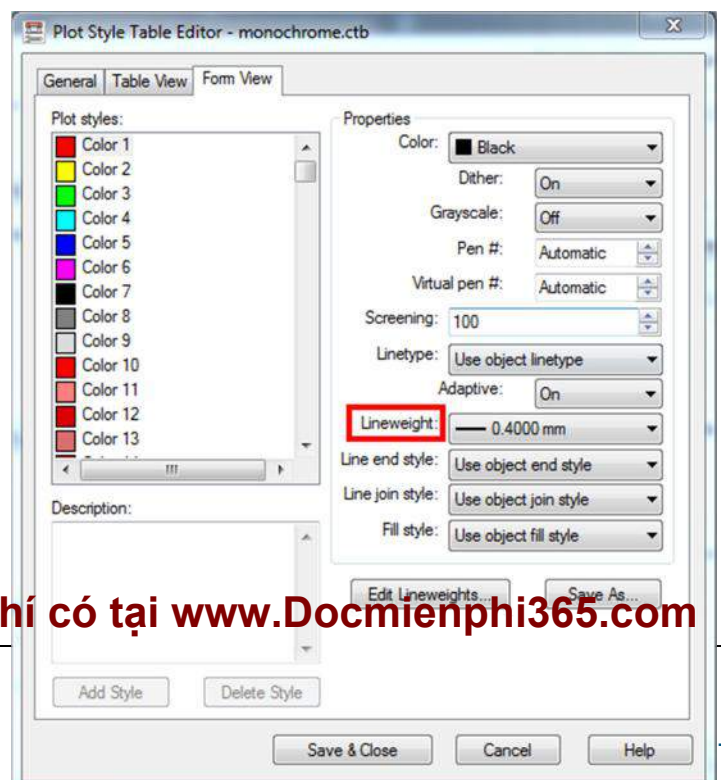 Plot Style Table Editor - monochrome.ctb
General
Table View
Form View
Plot styles:
Color 1
Color 2
Color 3
Color 4
Color 5
Color 6
Color 7
Color 8
Color 9
Color 10
Color 11
Color 12
Color 13
Description:
Add Style
Delete Style
Properties
Color: Black
Dither: On
Grayscale: Off
Pen #: Automatic
Virtual pen #: Automatic
Screening: 100
Linetype: Use object linetype
Adaptive: On
Lineweight: 0.4000 mm
Line end style: Use object end style
Line join style: Use object join style
Fill style: Use object fill style
Edit Lineweights...
Save As...
hí có tại www.Docmienphi365.com
Save & Close
Cancel
Help